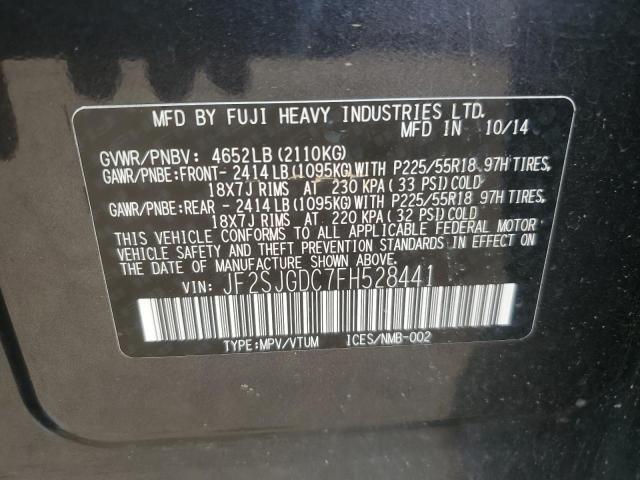 MFD BY FUJI HEAVY INDUSTRIES LTD.
MFD IN 10/14
GVWR/PNBV: 4652LB (2110KG)
GAWR/PNBE:FRONT- 2414LB(1095KG)WITH P225/55R18 97H TIRES,
18X7J RIMS AT 230 KPA (33 PSI) COLD
GAWR/PNBE:REAR - 2414LB(1095KG)WITH P225/55R18 97H TIRES,
18X7J RIMS AT 220 KPA (32 PSI) COLD
THIS VEHICLE CONFORMS TO ALL APPLICABLE FEDERAL MOTOR
VEHICLE SAFETY AND THEFT PREVENTION STANDARDS IN EFFECT
ON THE DATE OF MANUFACTURE SHOWN ABOVE.
VIN: JF2SJGDC7FH528441
TYPE:MPV/VTUM ICES/NMB-002